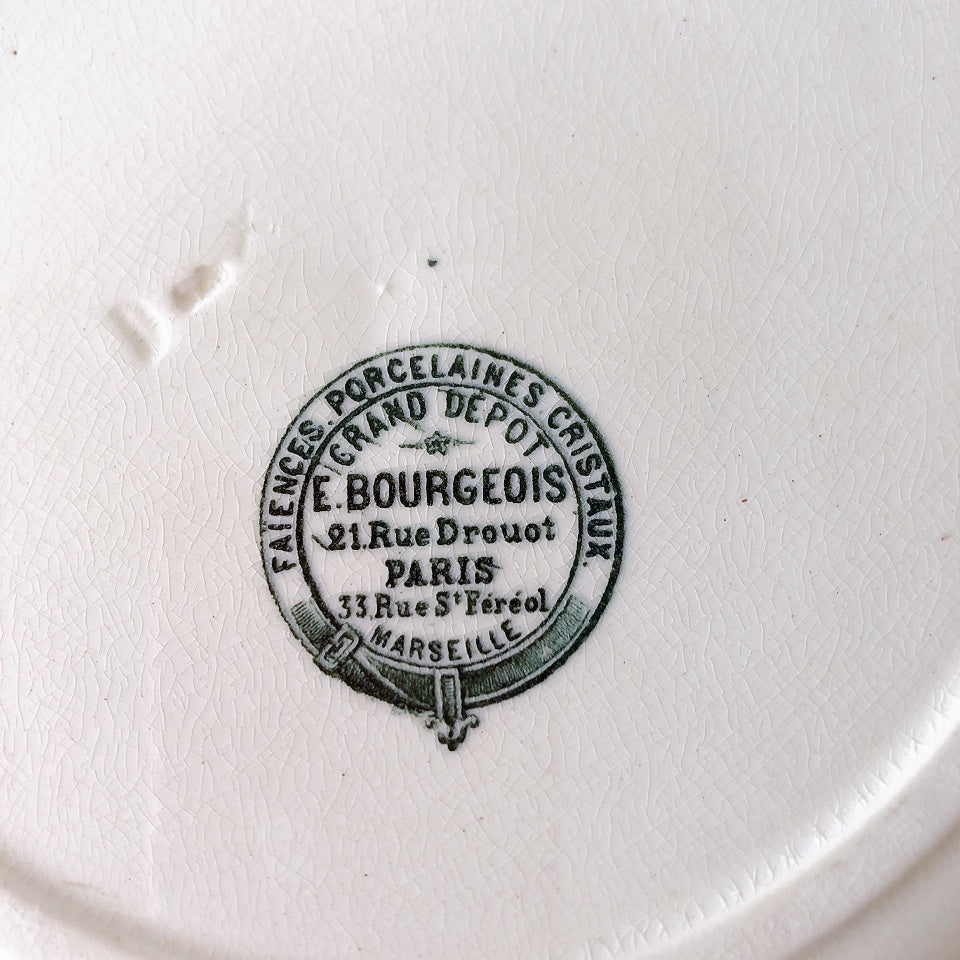 FAIENCES. PORCELAINES. CRISTAUX.
GRAND DEPOT
E. BOURGEOIS
21. Rue Drouot
PARIS
33, Rue St Féréol
MARSEILLE